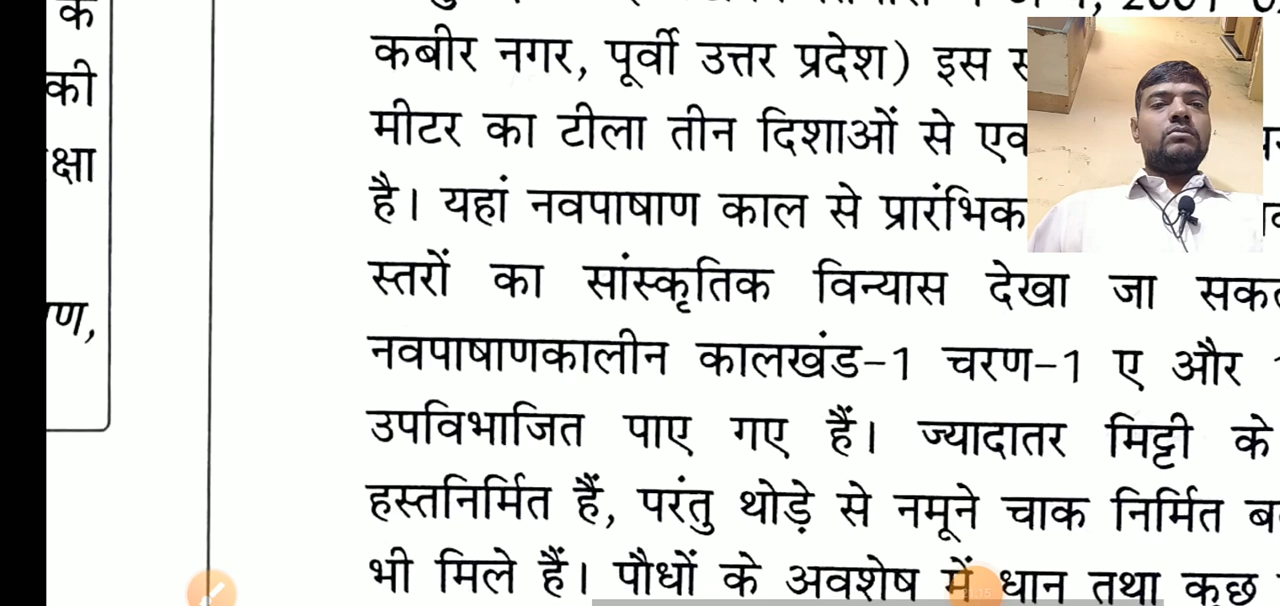 के
की
क्षा
ण,
कबीर नगर, पूर्वी उत्तर प्रदेश) इस
मीटर का टीला तीन दिशाओं से एक
है। यहां नवपाषाण काल से प्रारंभिक
स्तरों का सांस्कृतिक विन्यास देखा जा
नवपाषाणकालीन कालखंड-1 चरण-1 ए और
उपविभाजित पाए गए हैं। ज्यादातर मिट्टी के
हस्तनिर्मित हैं, परंतु थोड़े से नमूने चाक निर्मित
भी मिले हैं। पौधों के अवशेष में धान तथा कुछ